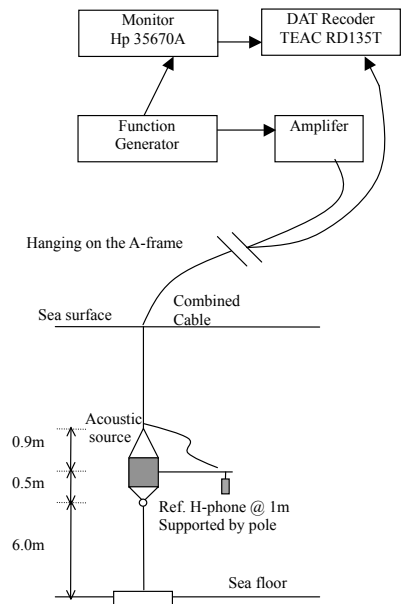 Monitor
Hp 35670A
DAT Recoder
TEAC RD135T
Function
Generator
Amplifer
Hanging on the A-frame
Combined
Cable
Sea surface
Acoustic
source
0.9m
0.5m
Ref. H-phone @ 1m
Supported by pole
6.0m
Sea floor